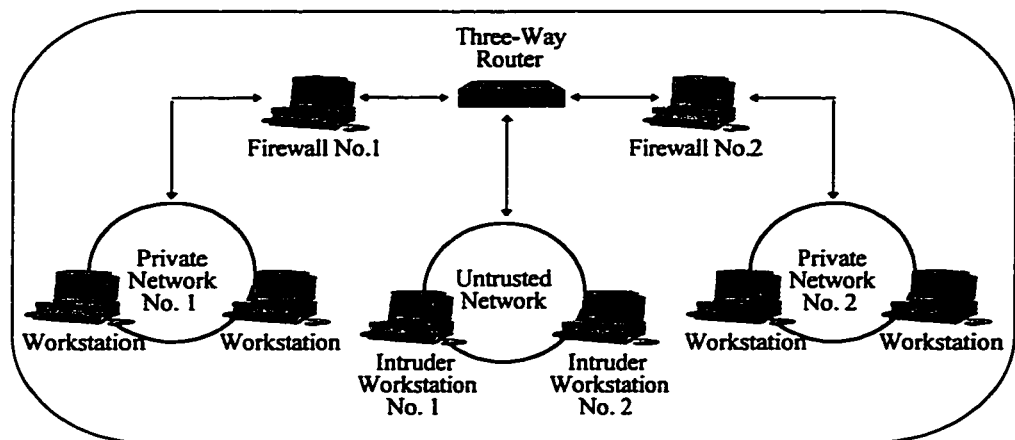 Three-Way
Router
Firewall No.1
Firewall No.2
Private
Network
No. 1
Workstation
Workstation
Untrusted
Network
Intruder
Workstation
No. 1
Intruder
Workstation
No. 2
Private
Network
No. 2
Workstation
Workstation